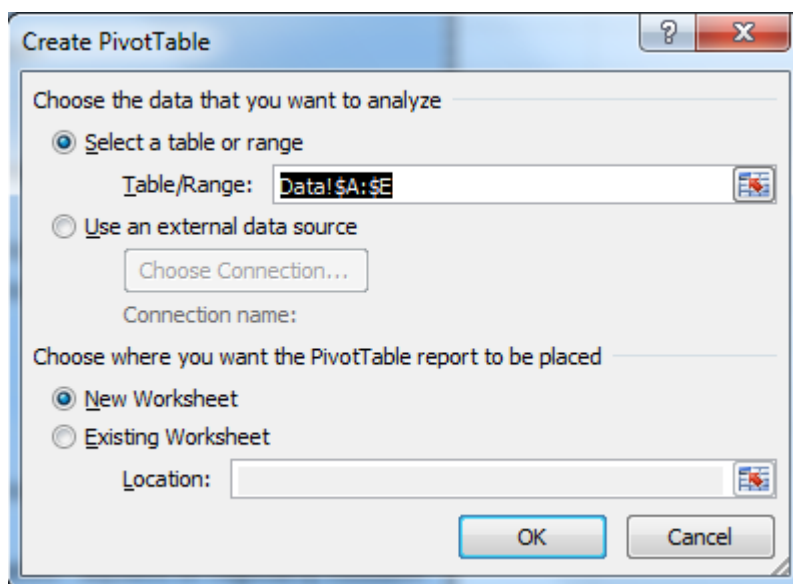 Create PivotTable
?
Choose the data that you want to analyze
Select a table or range
Table/Range: Data!$A:$E
Use an external data source
Choose Connection...
Connection name:
Choose where you want the PivotTable report to be placed
New Worksheet
Existing Worksheet
Location:
OK Cancel